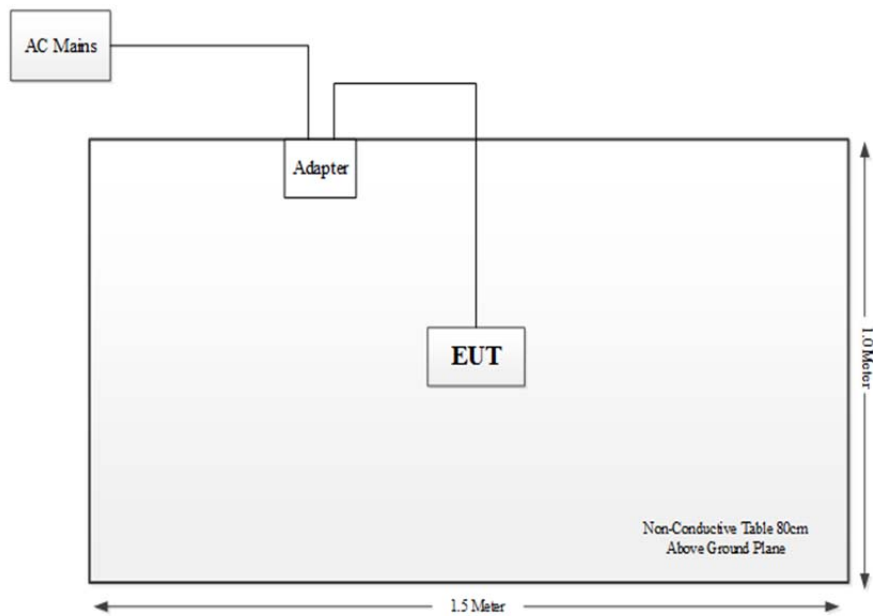 AC Mains
Adapter
EUT
1.0 Meter
Non-Conductive Table 80cm
Above Ground Plane
1.5 Meter